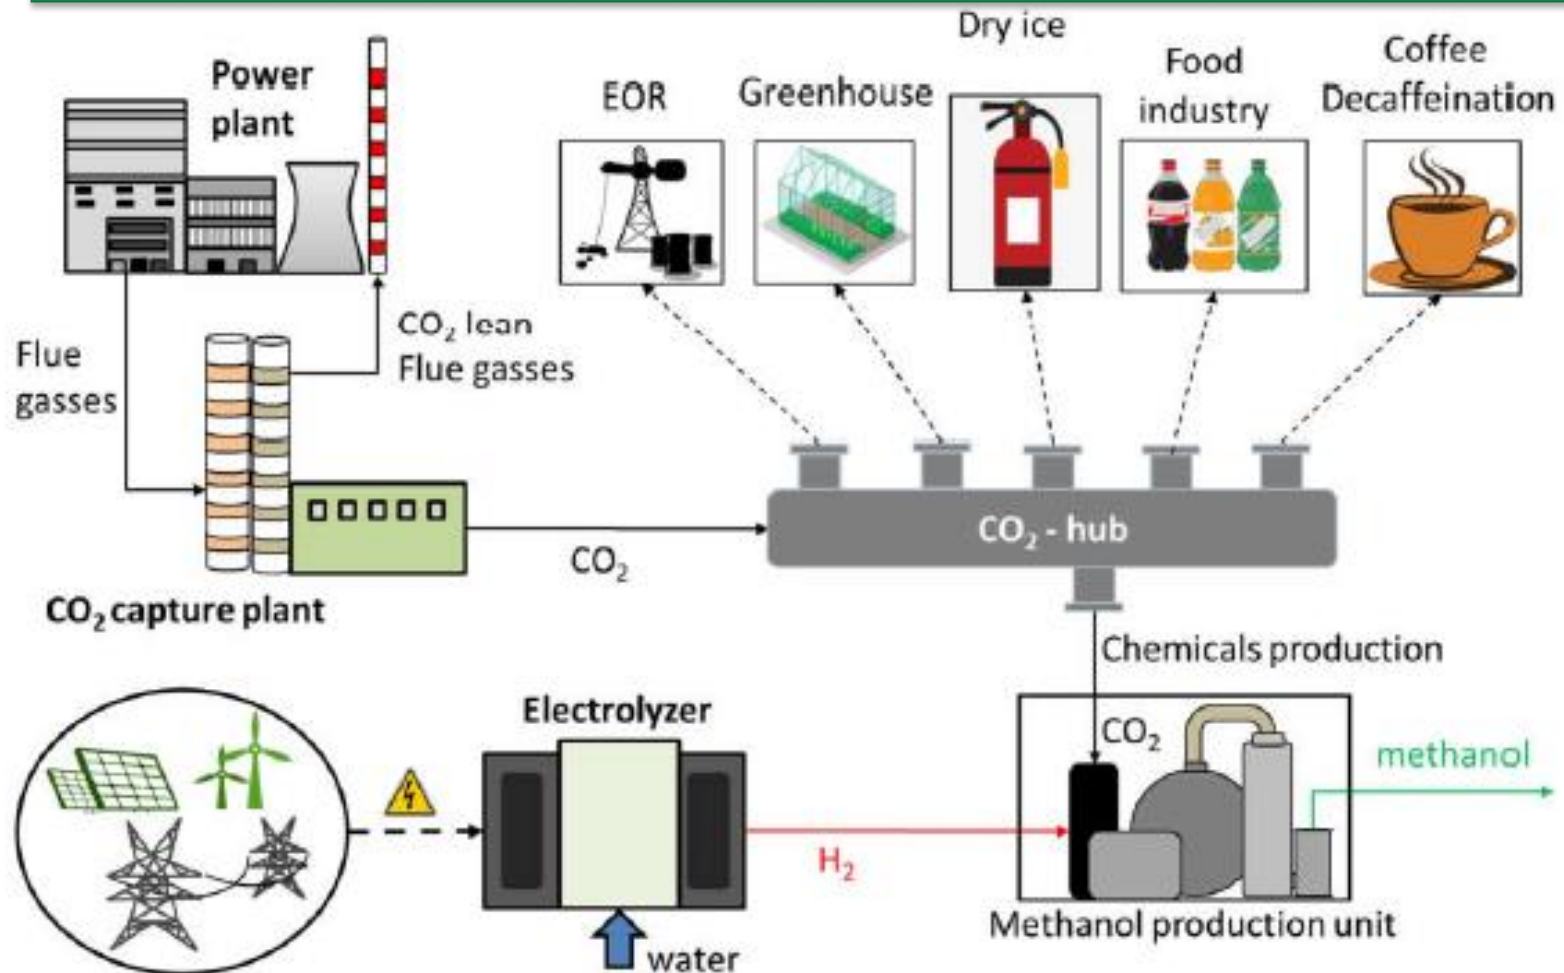 Power
plant
EOR
Greenhouse
Dry ice
Food
industry
Coffee
Decaffeination
Flue
gasses
CO₂ lean
Flue gasses
CO₂
CO₂ - hub
CO₂ capture plant
Chemicals production
Electrolyzer
CO₂
methanol
H₂
Methanol production unit
water